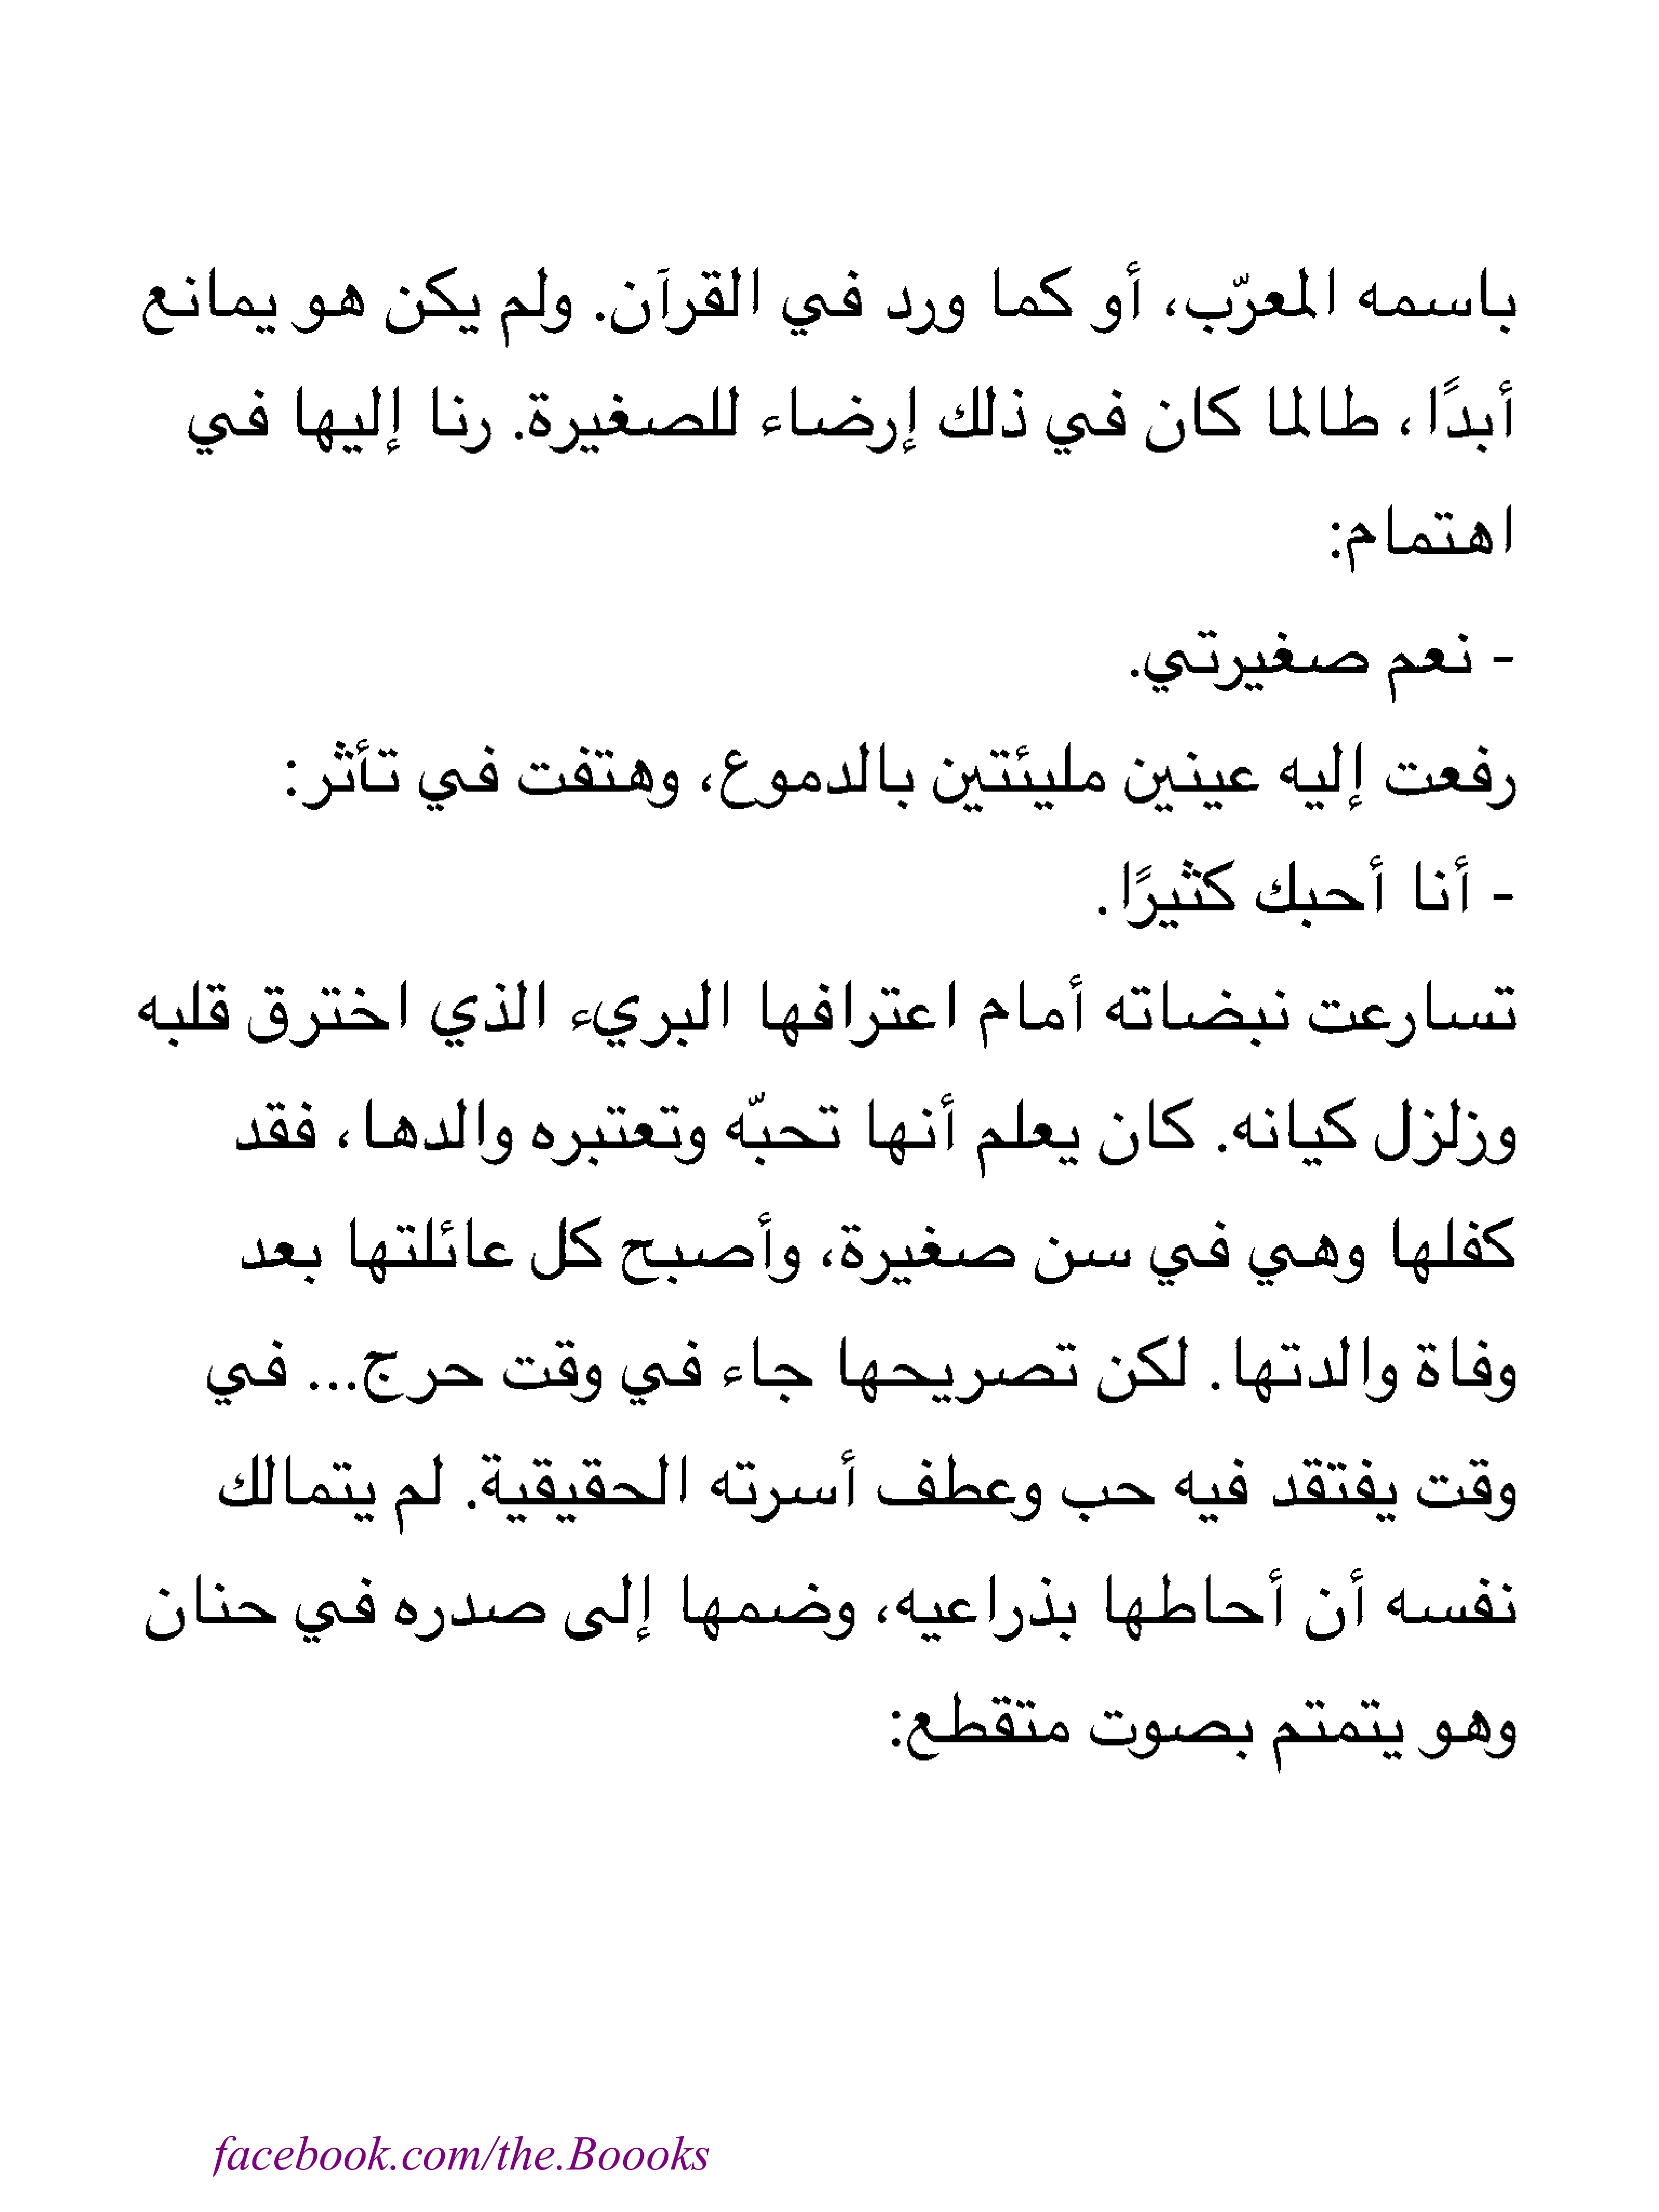 باسمه المعرّب، أو كما ورد في القرآن. ولم يكن هو يمانع
أبدًا، طالما كان في ذلك إرضاء للصغيرة. رنا إليها في
اهتمام:
- نعم صغيرتي.
رفعت إليه عينين مليئتين بالدموع، وهتفت في تأثر:
- أنا أحبك كثيرًا.
تسارعت نبضاته أمام اعترافها البريء الذي اخترق قلبه
وزلزل كيانه. كان يعلم أنها تحبّه وتعتبره والدها، فقد
كفلها وهي في سن صغيرة، وأصبح كل عائلتها بعد
وفاة والدتها. لكن تصريحها جاء في وقت حرج... في
وقت يفتقد فيه حب وعطف أسرته الحقيقية. لم يتمالك
نفسه أن أحاطها بذراعيه، وضمها إلى صدره في حنان
وهو يتمتم بصوت متقطع:
facebook.com/the.Boooks